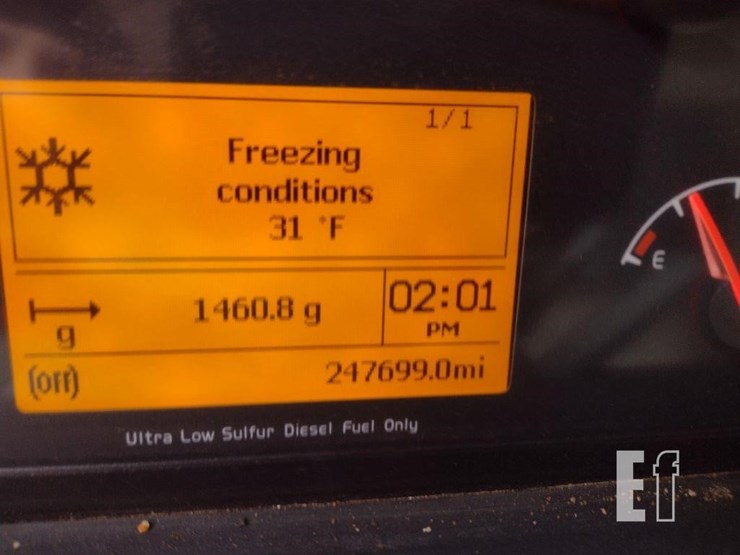 1/1
Freezing
conditions
31 °F
1460.8 g
g
02:01
PM
(Off)
247699.0mi
Ultra Low Sulfur Diesel Fuel Only
E
Ef